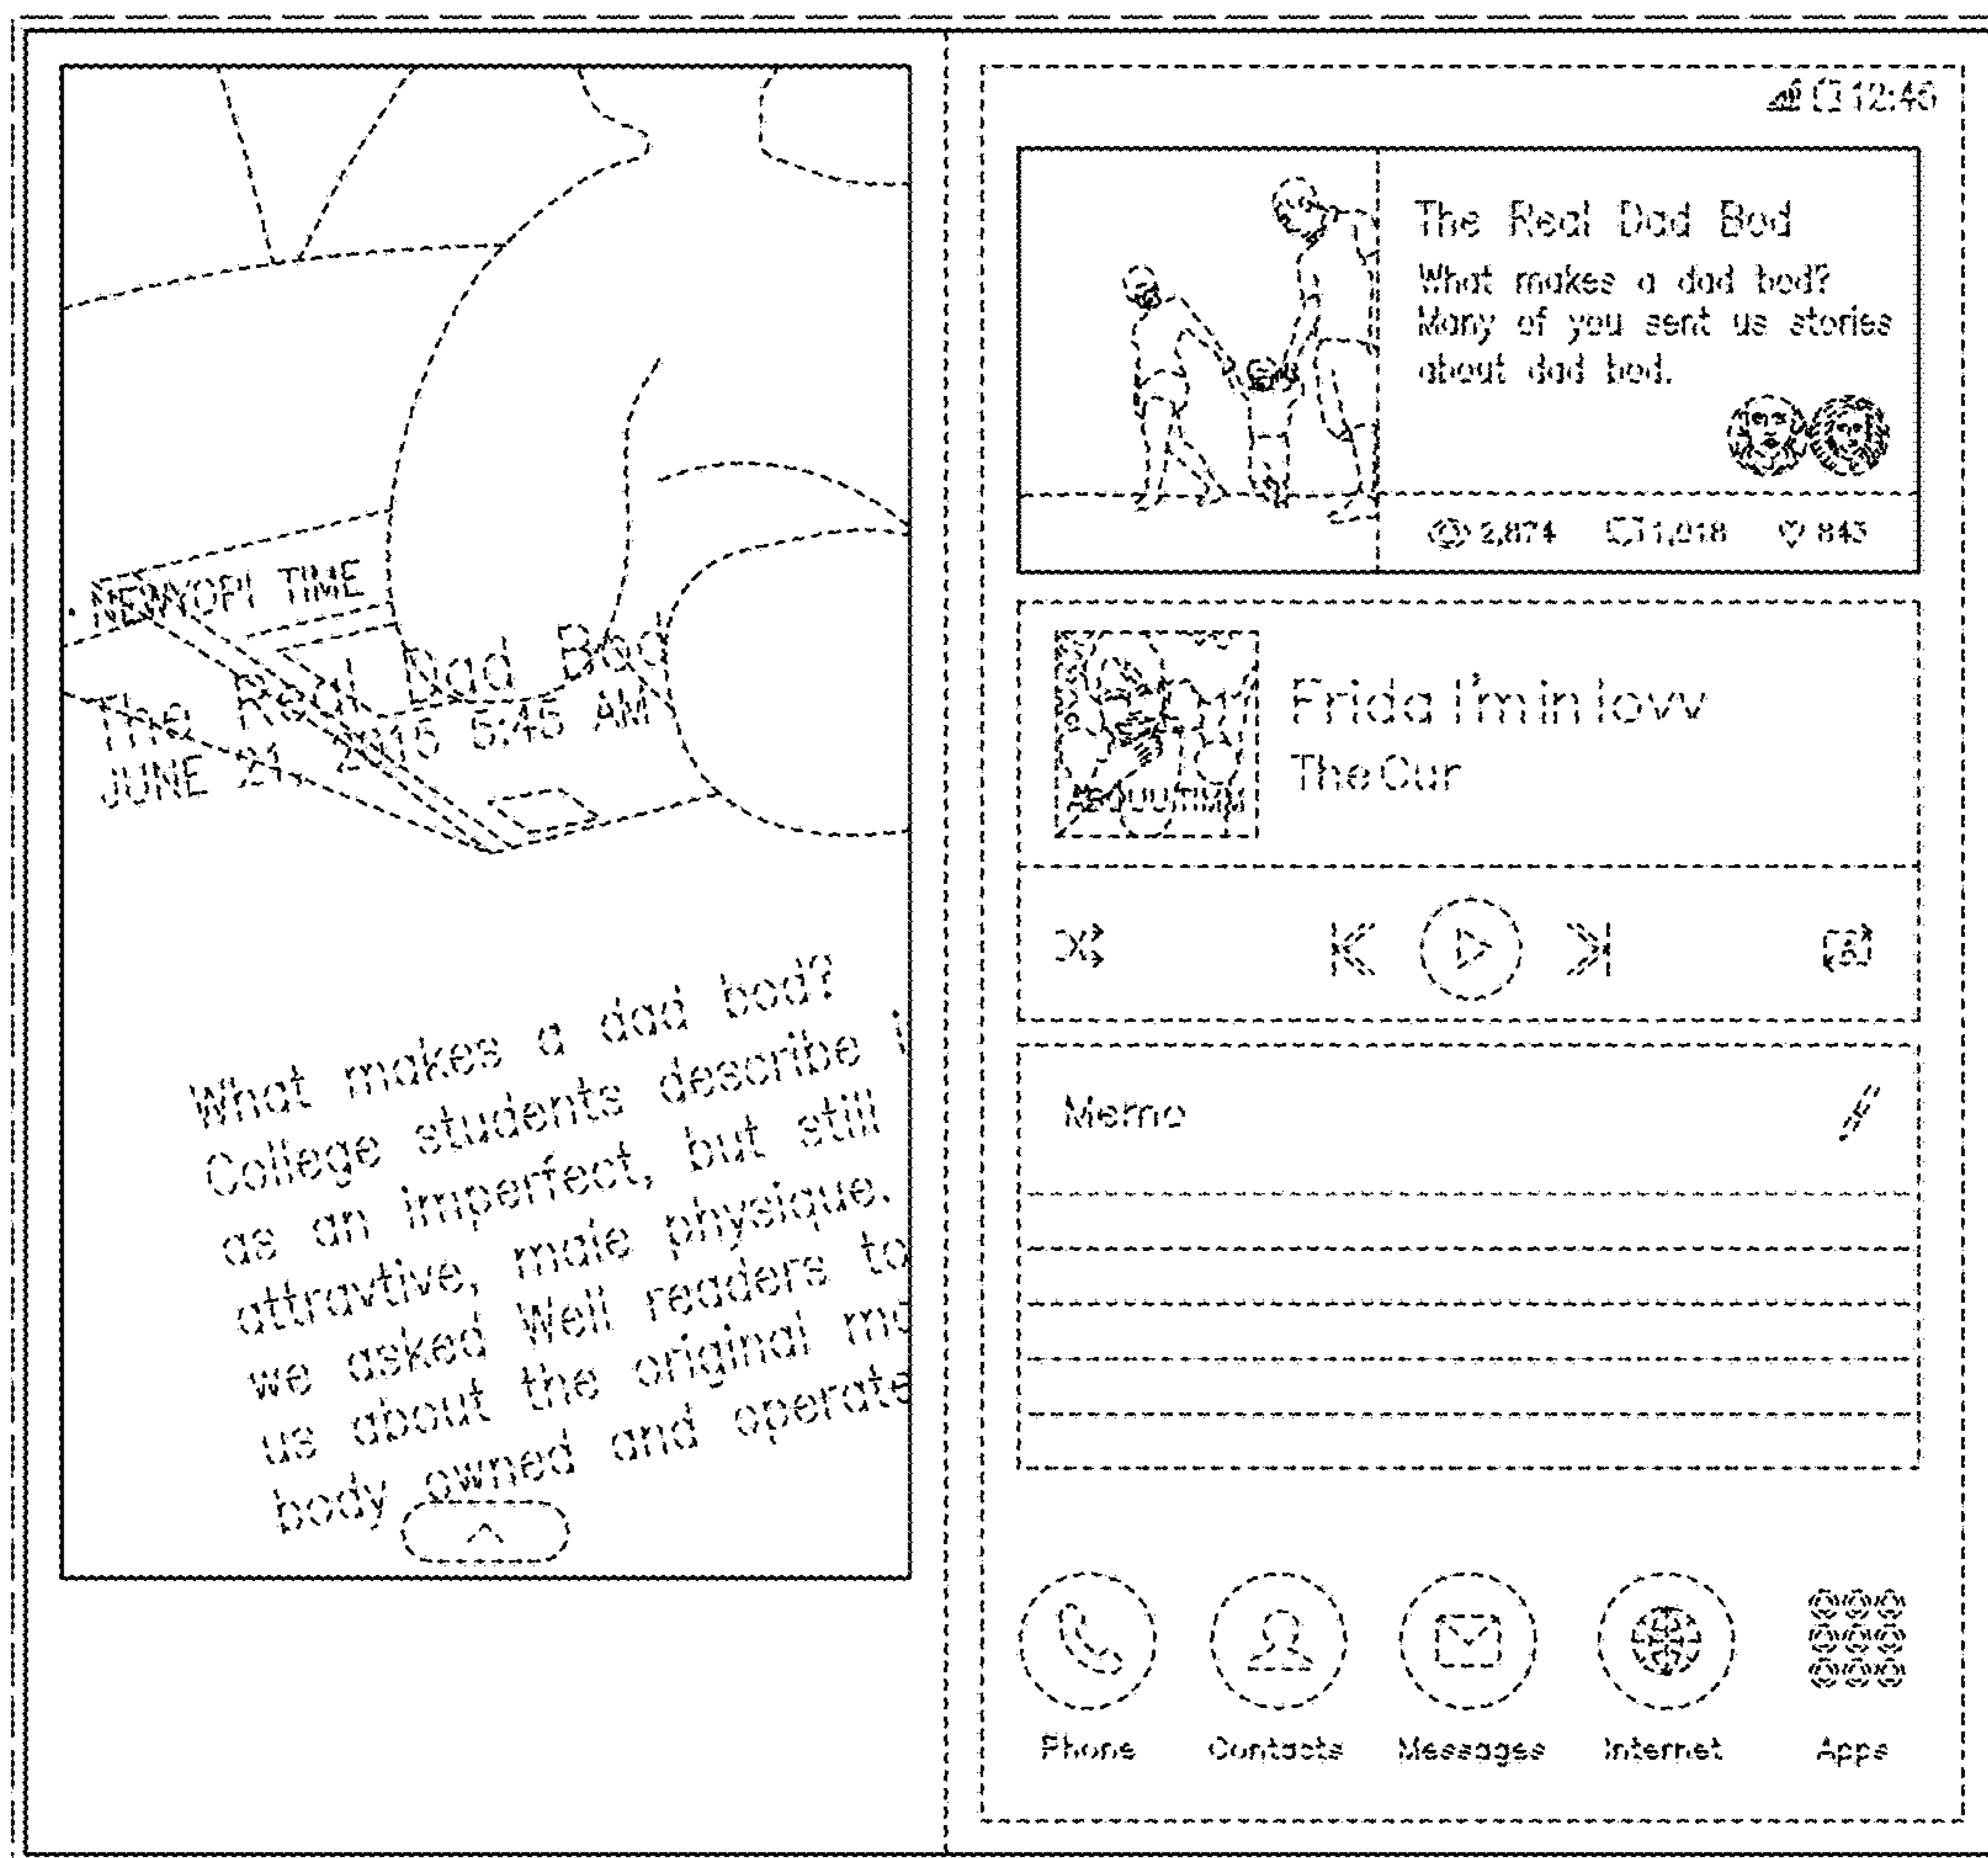 NEWYOPI TIME
The Real Dad Bod
JUNE 21, 2015 5:45 AM
What makes a dad bod?
College students describe i
as an imperfect, but still
attravtive, male physique.
we asked Well readers to
us about the original mo
body owned and operate
12:46
The Real Dad Bod
What makes a dad bod?
Many of you sent us stories
about dad bod.
2,874 1,018 843
Frida I'm in lovv
The Cur
Memo
Phone Contacts Messages Internet Apps